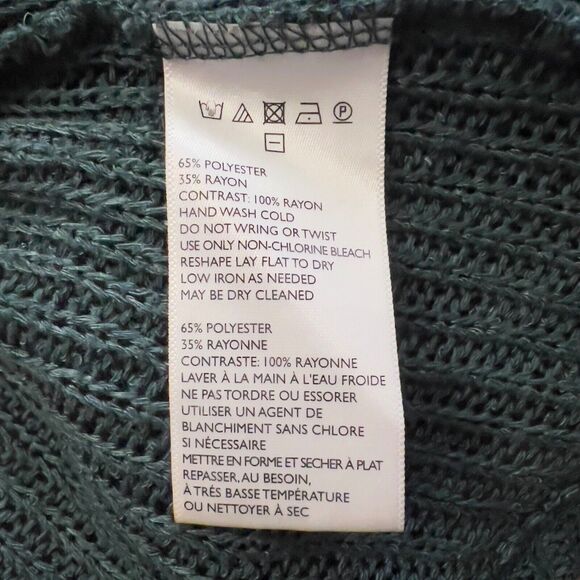 P
65% POLYESTER
35% RAYON
CONTRAST: 100% RAYON
HAND WASH COLD
DO NOT WRING OR TWIST
USE ONLY NON-CHLORINE BLEACH
RESHAPE LAY FLAT TO DRY
LOW IRON AS NEEDED
MAY BE DRY CLEANED
65% POLYESTER
35% RAYONNE
CONTRASTE: 100% RAYONNE
LAVER À LA MAIN À L'EAU FROIDE
NE PAS TORDRE OU ESSORER
UTILISER UN AGENT DE
BLANCHIMENT SANS CHLORE
SI NÉCESSAIRE
METTRE EN FORME ET SECHER À PLAT
REPASSER, AU BESOIN,
À TRÉS BASSE TEMPÉRATURE
OU NETTOYER À SEC